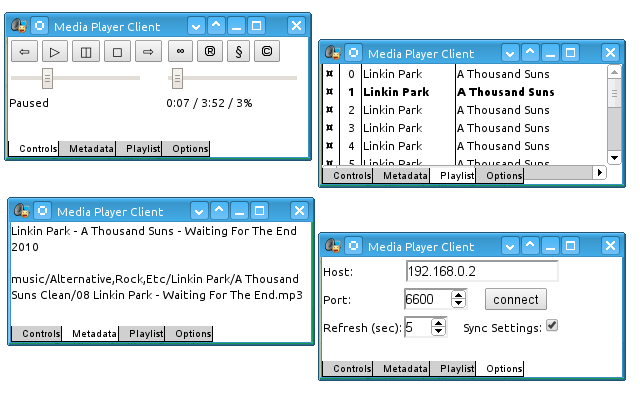 Media Player Client
⇦ ▷ ◫ □ ⇨ ∞ ® § ©
Paused 0:07 / 3:52 / 3%
Controls Metadata Playlist Options
Media Player Client
¤ 0 Linkin Park A Thousand Suns
¤ 1 Linkin Park A Thousand Suns
¤ 2 Linkin Park A Thousand Suns
¤ 3 Linkin Park A Thousand Suns
¤ 4 Linkin Park A Thousand Suns
¤ 5 Linkin Park A Thousand Suns
Controls Metadata Playlist Options
Media Player Client
Linkin Park - A Thousand Suns - Waiting For The End
2010
music/Alternative,Rock,Etc/Linkin Park/A Thousand
Suns Clean/08 Linkin Park - Waiting For The End.mp3
Controls Metadata Playlist Options
Media Player Client
Host: 192.168.0.2
Port: 6600 connect
Refresh (sec): 5 Sync Settings:
Controls Metadata Playlist Options